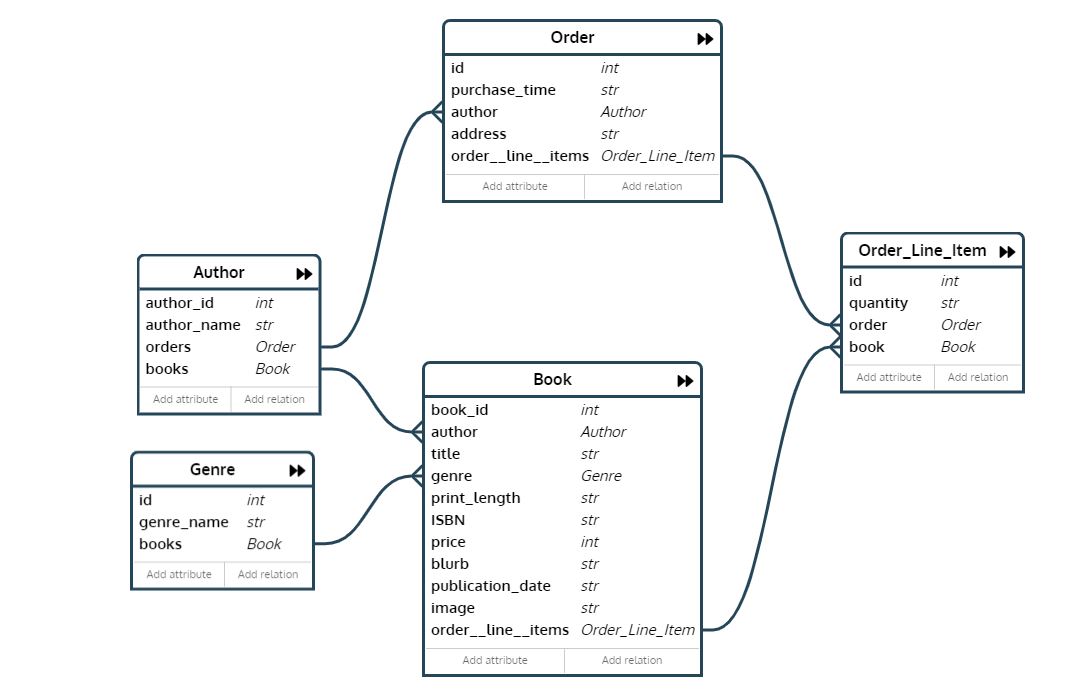 Order
id int
purchase_time str
author Author
address str
order__line__items Order_Line_Item
Add attribute Add relation
Author
author_id int
author_name str
orders Order
books Book
Add attribute Add relation
Order_Line_Item
id int
quantity str
order Order
book Book
Add attribute Add relation
Book
book_id int
author Author
title str
genre Genre
print_length str
ISBN str
price int
blurb str
publication_date str
image str
order__line__items Order_Line_Item
Add attribute Add relation
Genre
id int
genre_name str
books Book
Add attribute Add relation